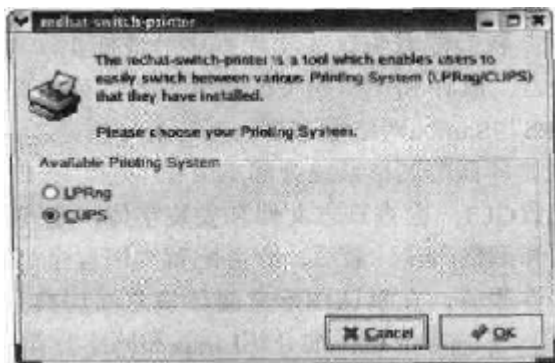 redhat-switch-printer
The redhat-switch-printer is a tool which enables users to
easily switch between various Printing System (LPRng/CUPS)
that they have installed.
Please choose your Printing System.
Available Printing System
LPRng
CUPS
Cancel
OK